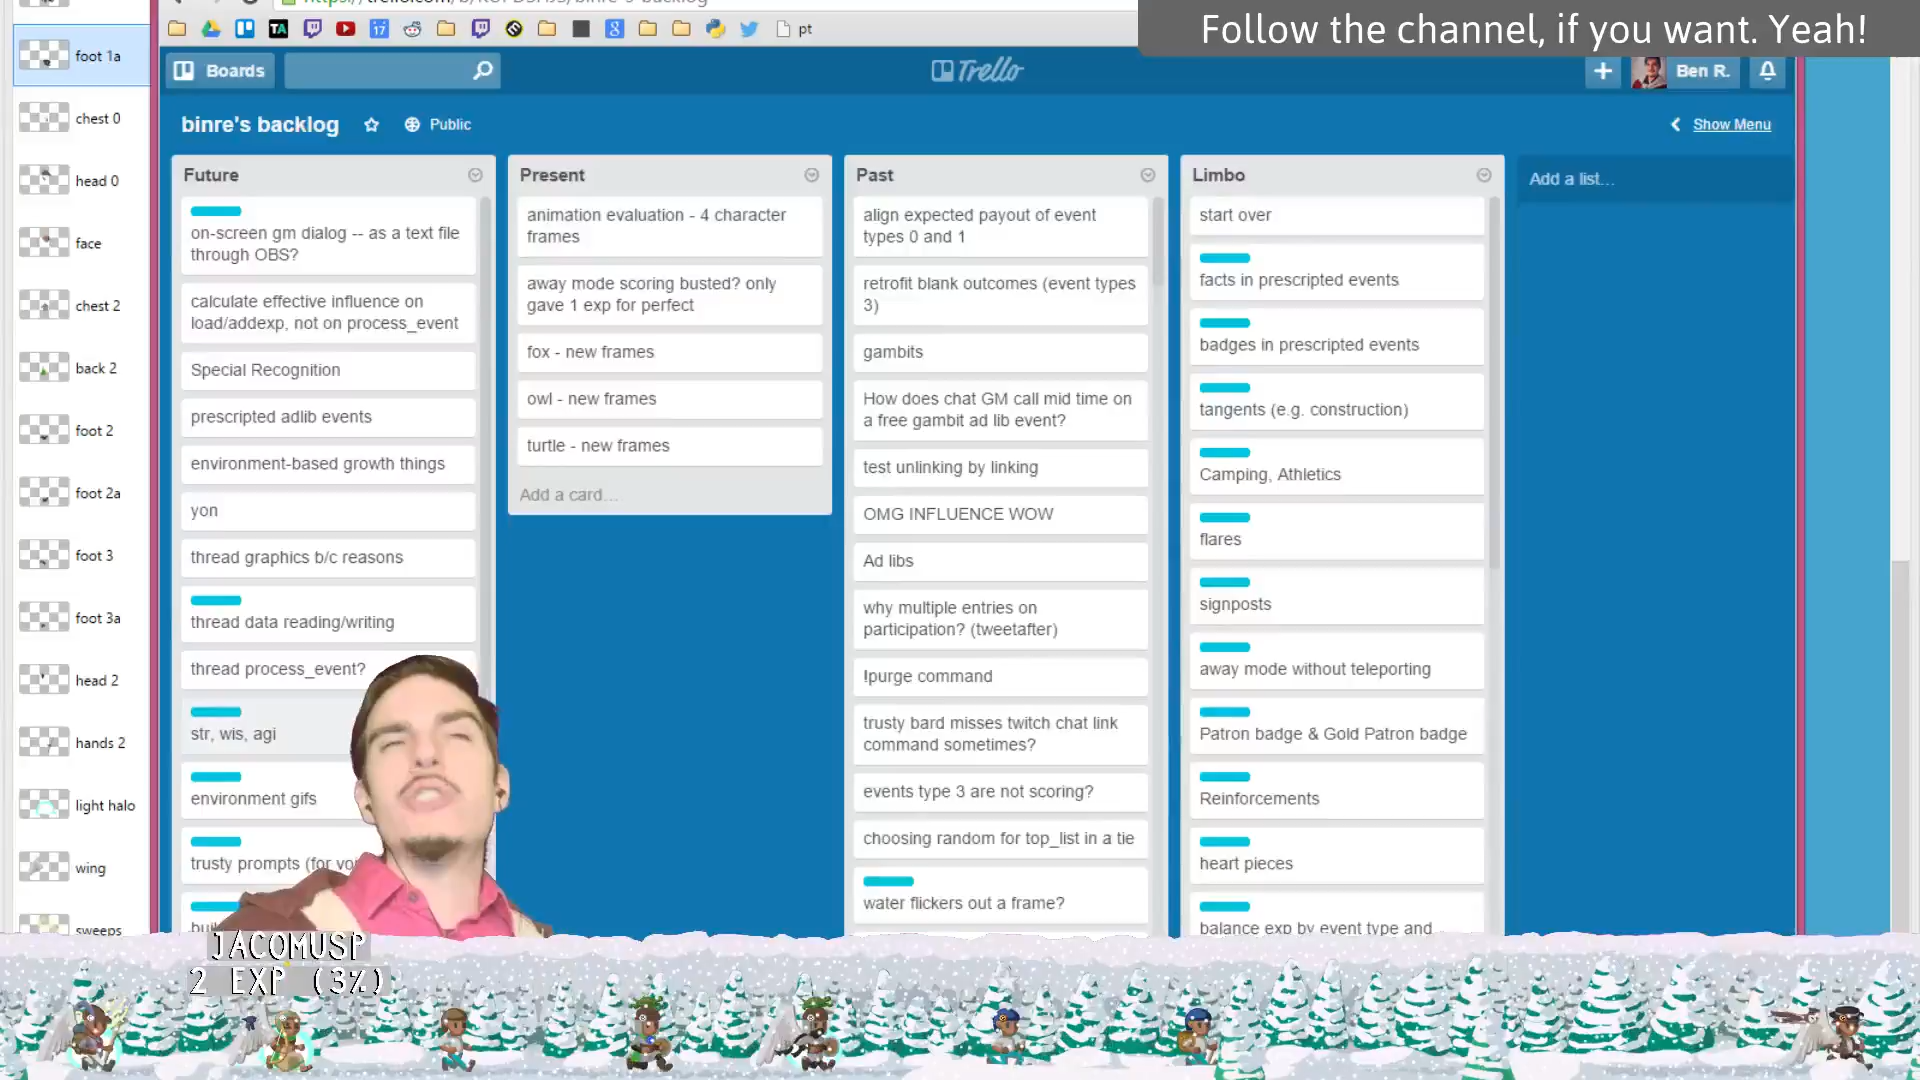 Follow the channel, if you want. Yeah!
pt
Boards
Trello
Ben R.
binre's backlog
Public
Show Menu
foot 1a
chest 0
head 0
face
chest 2
back 2
foot 2
foot 2a
foot 3
foot 3a
head 2
hands 2
light halo
wing
sweeps
Future
on-screen gm dialog -- as a text file
through OBS?
calculate effective influence on
load/addexp, not on process_event
Special Recognition
prescripted adlib events
environment-based growth things
yon
thread graphics b/c reasons
thread data reading/writing
thread process_event?
str, wis, agi
environment gifs
trusty prompts (for
Present
animation evaluation - 4 character
frames
away mode scoring busted? only
gave 1 exp for perfect
fox - new frames
owl - new frames
turtle - new frames
Add a card...
Past
align expected payout of event
types 0 and 1
retrofit blank outcomes (event types
3)
gambits
How does chat GM call mid time on
a free gambit ad lib event?
test unlinking by linking
OMG INFLUENCE WOW
Ad libs
why multiple entries on
participation? (tweetafter)
!purge command
trusty bard misses twitch chat link
command sometimes?
events type 3 are not scoring?
choosing random for top_list in a tie
water flickers out a frame?
Limbo
start over
facts in prescripted events
badges in prescripted events
tangents (e.g. construction)
Camping, Athletics
flares
signposts
away mode without teleporting
Patron badge & Gold Patron badge
Reinforcements
heart pieces
balance exp by event type and
Add a list...
JACOMUSP
2 EXP (3%)